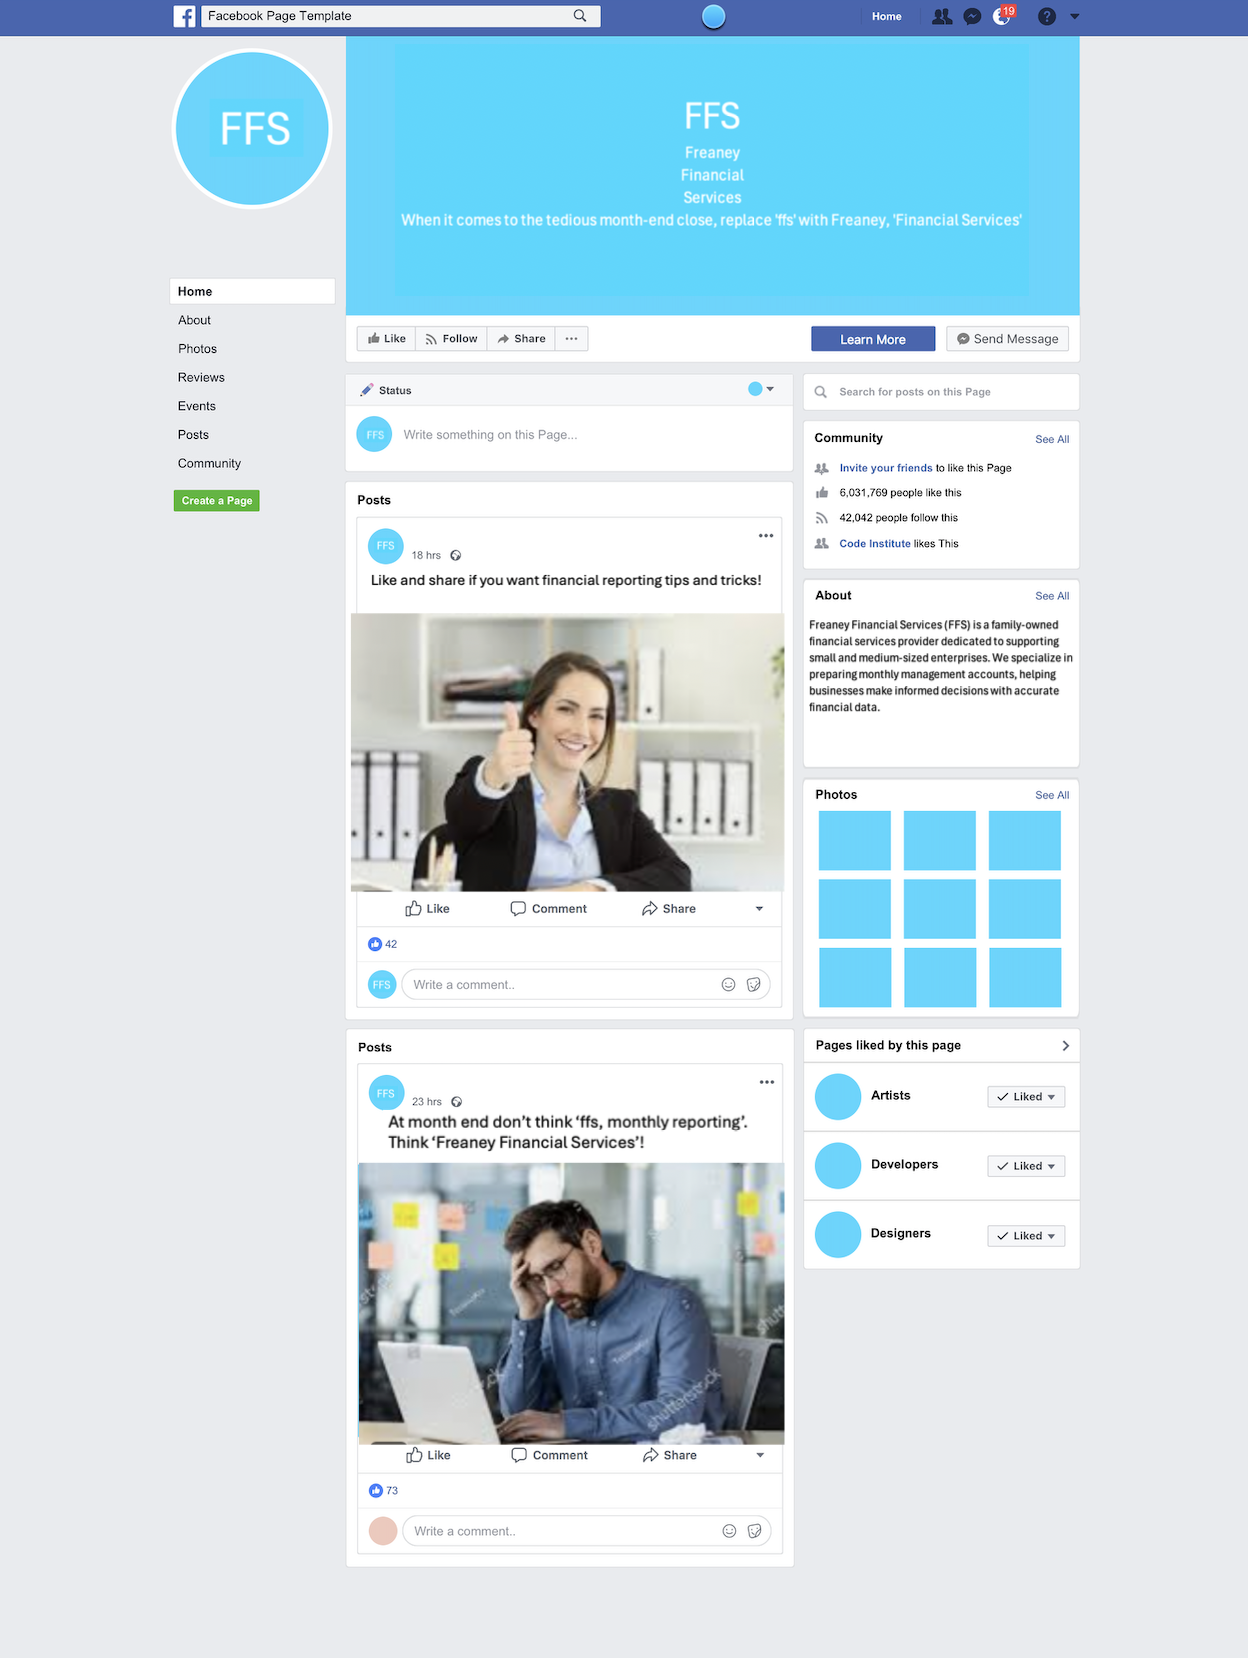 Facebook Page Template
Home
19
?
FFS
FFS
Freaney
Financial
Services
When it comes to the tedious month-end close, replace 'ffs' with Freaney, 'Financial Services'
Home
About
Photos
Reviews
Events
Posts
Community
Create a Page
Like
Follow
Share
Learn More
Send Message
Status
FFS
Write something on this Page...
Posts
FFS
18 hrs
Like and share if you want financial reporting tips and tricks!
Like
Comment
Share
42
FFS
Write a comment..
Posts
FFS
23 hrs
At month end don’t think ‘ffs, monthly reporting’.
Think ‘Freaney Financial Services’!
shutterstock
Like
Comment
Share
73
Write a comment..
Search for posts on this Page
Community
See All
Invite your friends to like this Page
6,031,769 people like this
42,042 people follow this
Code Institute likes This
About
See All
Freaney Financial Services (FFS) is a family-owned
financial services provider dedicated to supporting
small and medium-sized enterprises. We specialize in
preparing monthly management accounts, helping
businesses make informed decisions with accurate
financial data.
Photos
See All
Pages liked by this page
Artists
Liked
Developers
Liked
Designers
Liked